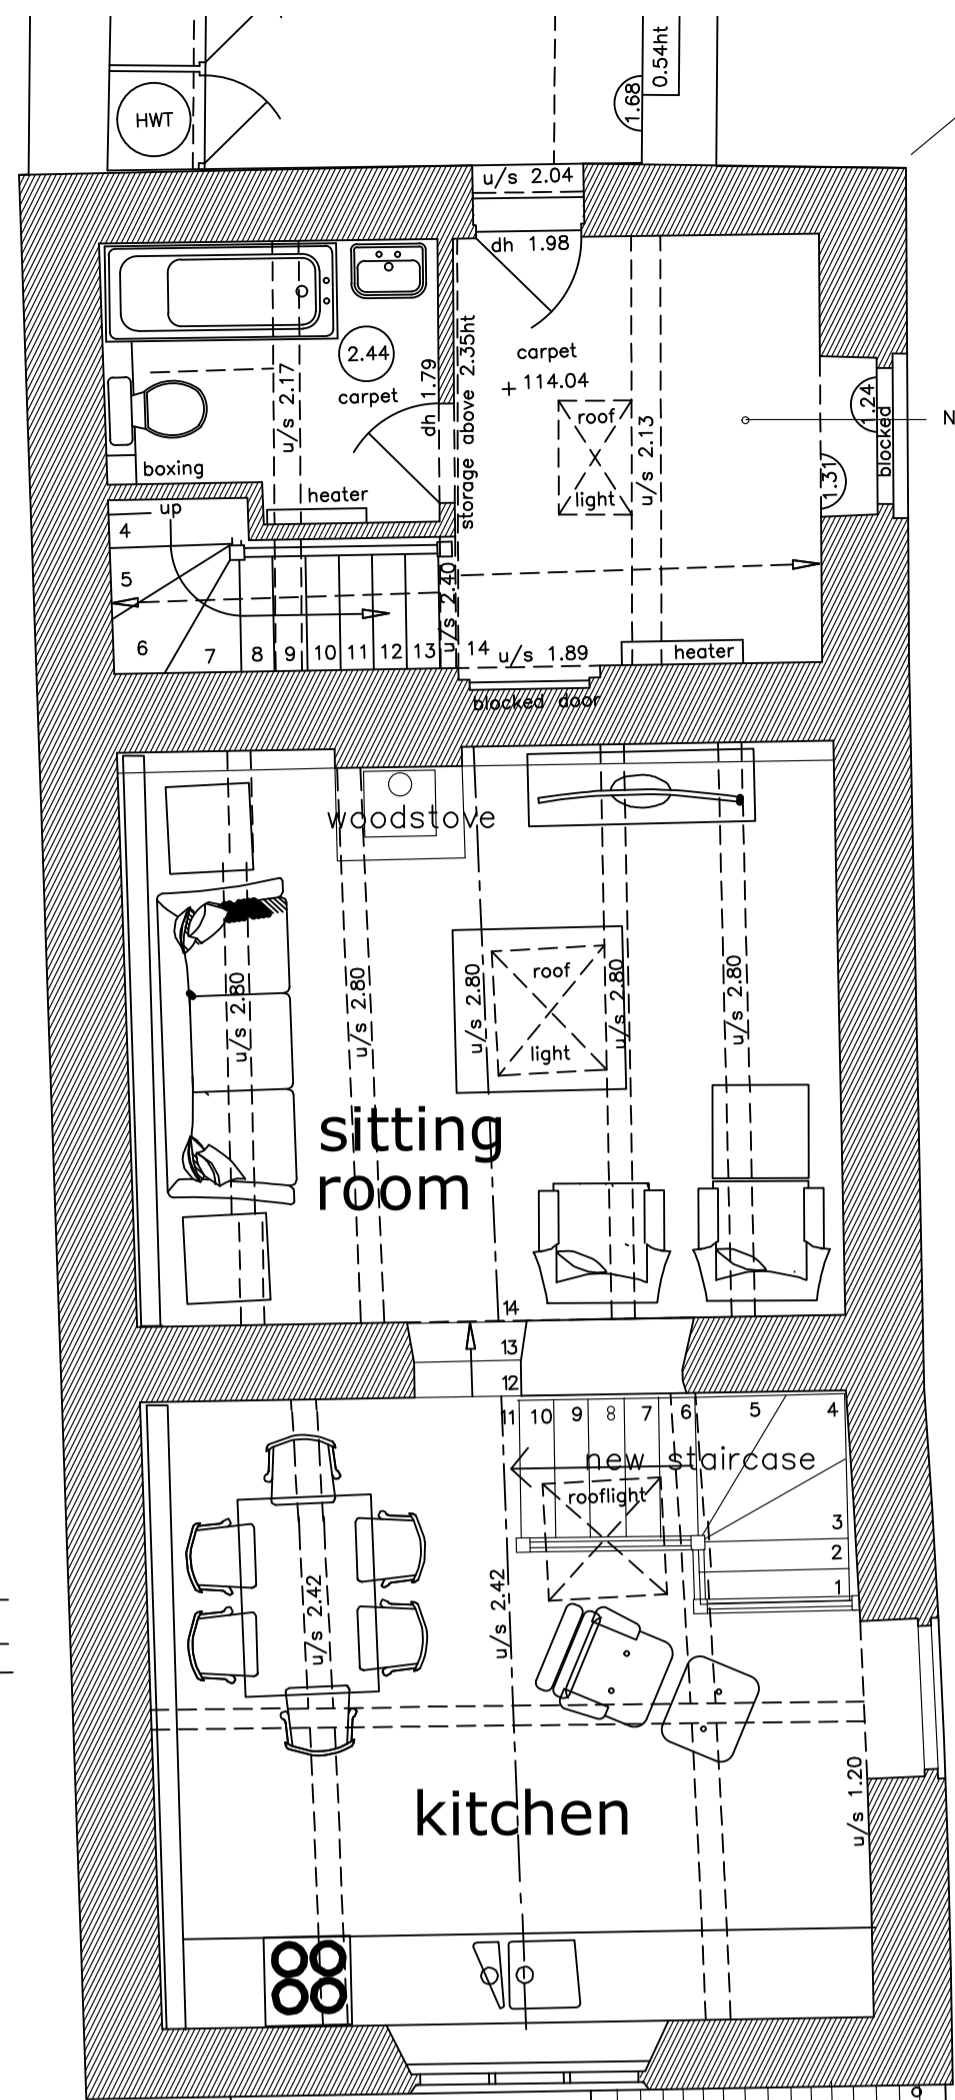 0.54ht
1.68
HWT
u/s 2.04
dh 1.98
2.44
carpet
dh 1.79
u/s 2.17
storage above 2.35ht
carpet
114.04
roof
light
u/s 2.13
1.24
blocked
N
1.31
boxing
heater
up
4
5
6
7
8
9
10
11
12
13
u/s 2.40
14
u/s 1.89
heater
blocked door
woodstove
u/s 2.80
u/s 2.80
u/s 2.80
roof
light
u/s 2.80
u/s 2.80
sitting
room
14
13
12
11
10
9
8
7
6
5
4
new staircase
rooflight
3
2
1
u/s 2.42
u/s 2.42
u/s 1.20
kitchen